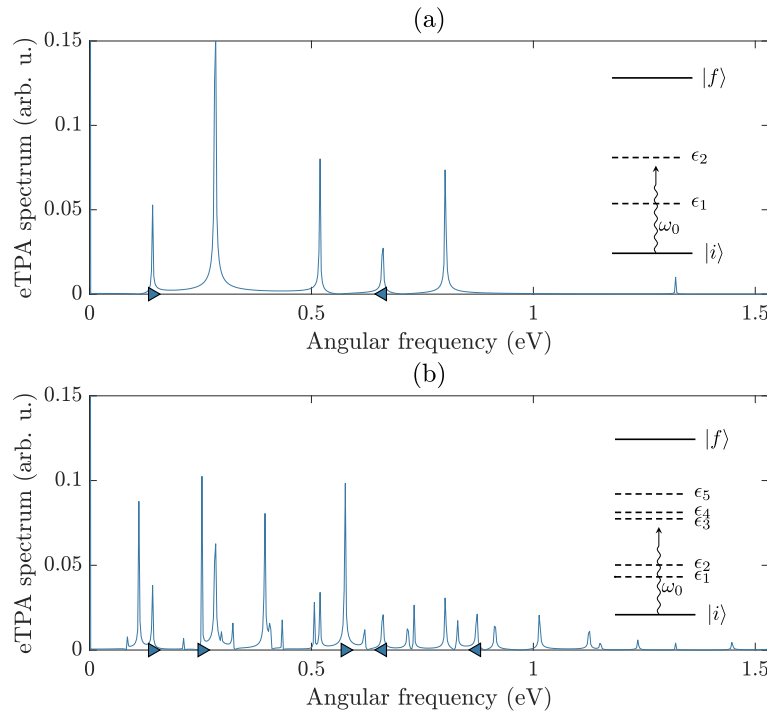 (a)
eTPA spectrum (arb. u.)
0.15
0.1
0.05
0
0 0.5 1 1.5
Angular frequency (eV)
|f⟩
ϵ₂
ϵ₁
ω₀
|i⟩
(b)
eTPA spectrum (arb. u.)
0.15
0.1
0.05
0
0 0.5 1 1.5
Angular frequency (eV)
|f⟩
ϵ₅
ϵ₄
ϵ₃
ϵ₂
ϵ₁
ω₀
|i⟩